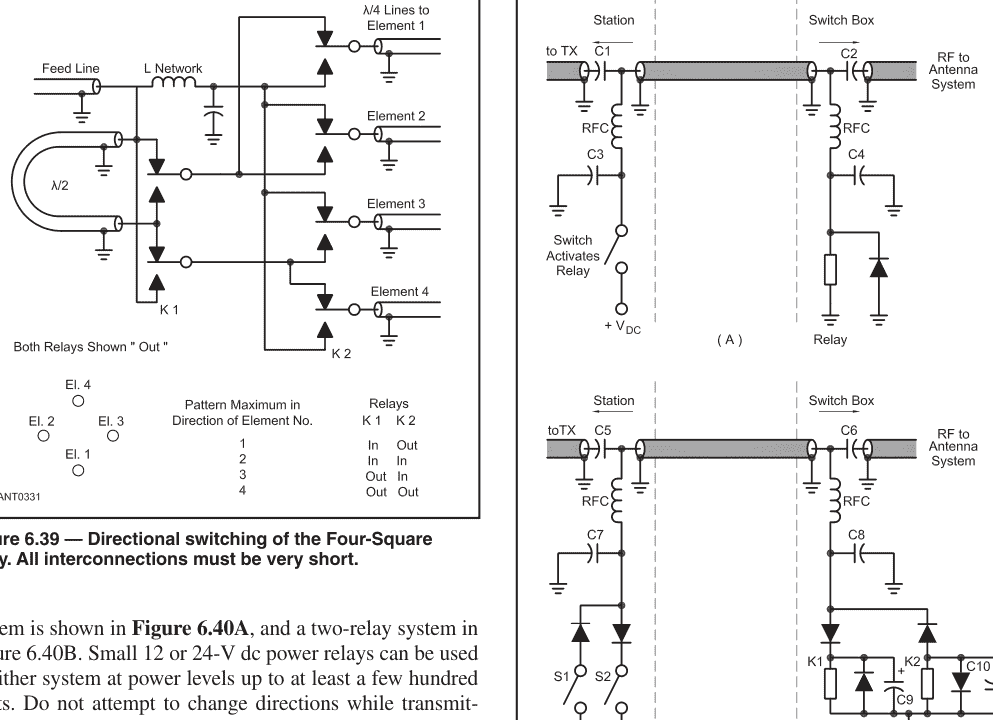 λ/4 Lines to
Element 1
Feed Line
L Network
Element 2
λ/2
Element 3
Element 4
K 1
K 2
Both Relays Shown " Out "
El. 4
El. 2
El. 3
El. 1
Pattern Maximum in
Direction of Element No.
Relays
K 1 K 2
1 In Out
2 In In
3 Out In
4 Out Out
ANT0331
ure 6.39 — Directional switching of the Four-Square
y. All interconnections must be very short.
em is shown in Figure 6.40A, and a two-relay system in
ure 6.40B. Small 12 or 24-V dc power relays can be used
ither system at power levels up to at least a few hundred
ts. Do not attempt to change directions while transmit-
Station
Switch Box
to TX
C1
C2
RF to
Antenna
System
RFC
RFC
C3
C4
Switch
Activates
Relay
+ VDC
( A )
Relay
Station
Switch Box
toTX
C5
C6
RF to
Antenna
System
RFC
RFC
C7
C8
S1
S2
K1
+
C9
K2
C10